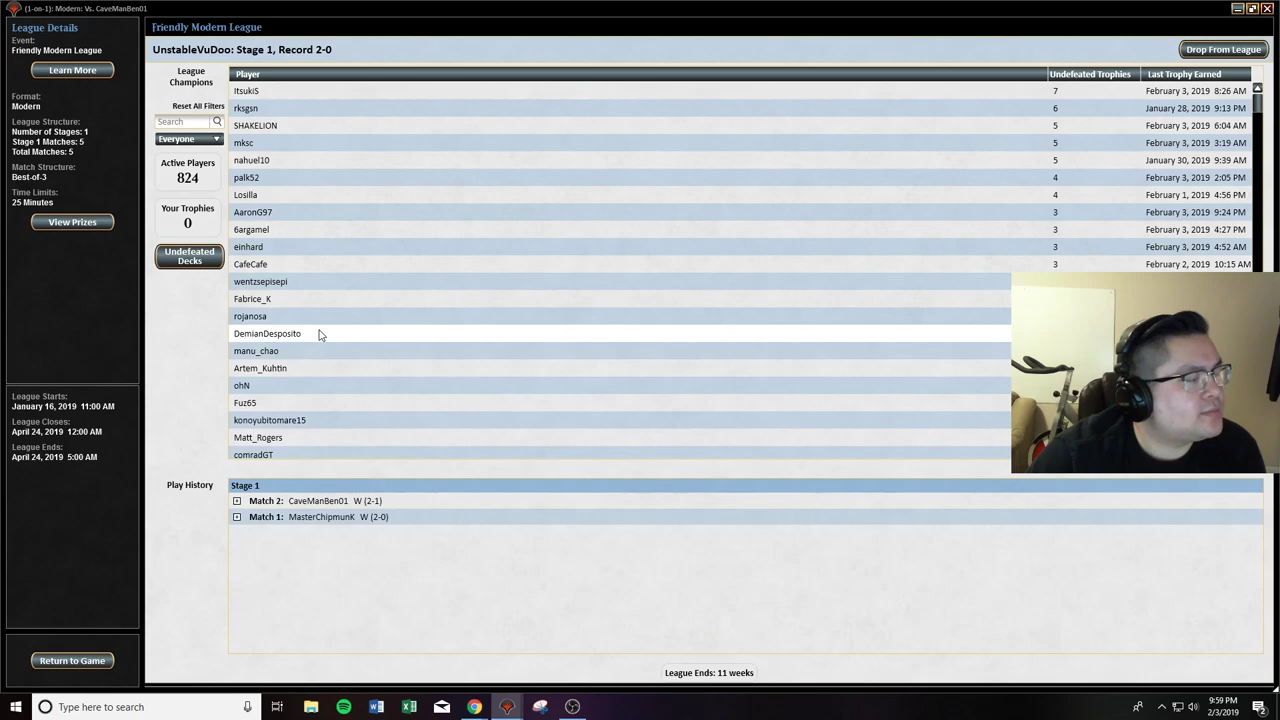 (1-on-1): Modern: Vs. CaveManBen01
League Details
Event:
Friendly Modern League
Learn More
Format:
Modern
League Structure:
Number of Stages: 1
Stage 1 Matches: 5
Total Matches: 5
Match Structure:
Best-of-3
Time Limits:
25 Minutes
View Prizes
League Starts:
January 16, 2019 11:00 AM
League Closes:
April 24, 2019 12:00 AM
League Ends:
April 24, 2019 5:00 AM
Return to Game
Friendly Modern League
UnstableVuDoo: Stage 1, Record 2-0
Drop From League
League
Champions
Reset All Filters
Search
Everyone
Active Players
824
Your Trophies
0
Undefeated
Decks
Player Undefeated Trophies Last Trophy Earned
ItsukiS 7 February 3, 2019 8:26 AM
rksgsn 6 January 28, 2019 9:13 PM
SHAKELION 5 February 3, 2019 6:04 AM
mksc 5 February 3, 2019 3:19 AM
nahuel10 5 January 30, 2019 9:39 AM
palk52 4 February 3, 2019 2:05 PM
Losilla 4 February 1, 2019 4:56 PM
AaronG97 3 February 3, 2019 9:24 PM
6argamel 3 February 3, 2019 4:27 PM
einhard 3 February 3, 2019 4:52 AM
CafeCafe 3 February 2, 2019 10:15 AM
wentzsepisepi
Fabrice_K
rojanosa
DemianDesposito
manu_chao
Artem_Kuhtin
ohN
Fuz65
konoyubitomare15
Matt_Rogers
comradGT
Play History
Stage 1
Match 2: CaveManBen01 W (2-1)
Match 1: MasterChipmunK W (2-0)
League Ends: 11 weeks
Type here to search
9:59 PM
2/3/2019
2